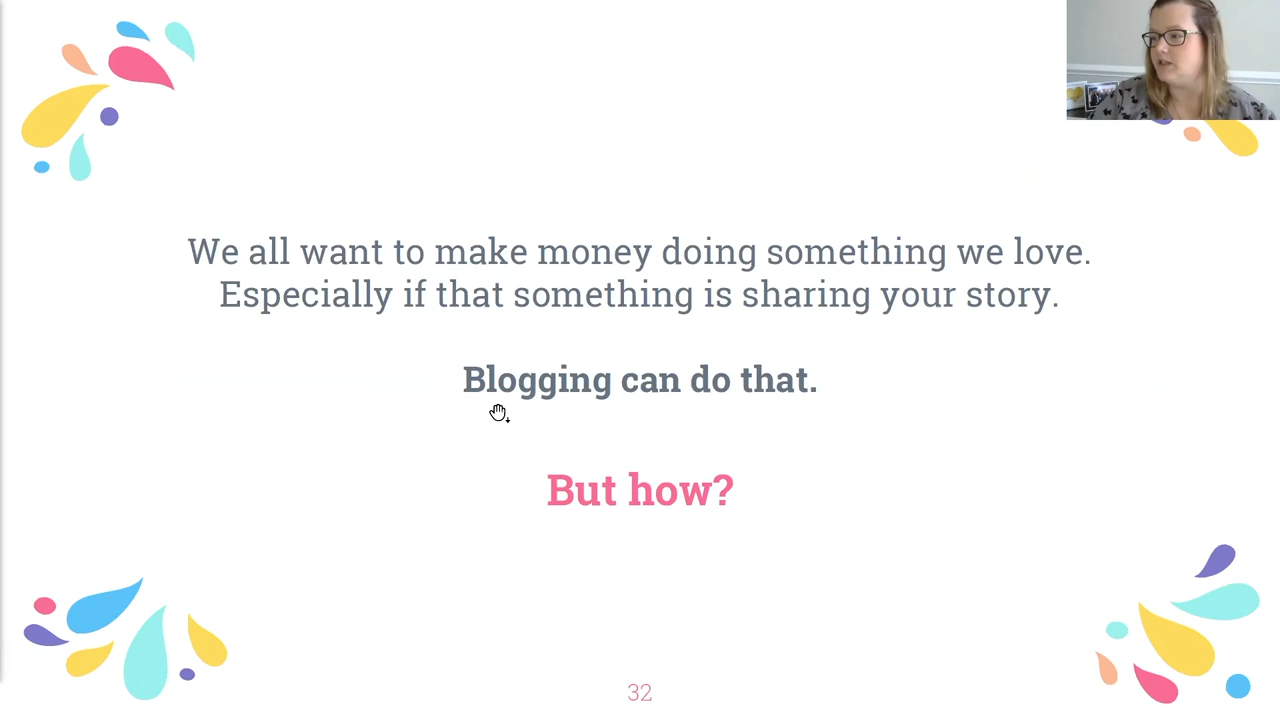 We all want to make money doing something we love.
Especially if that something is sharing your story.
Blogging can do that.
But how?
32